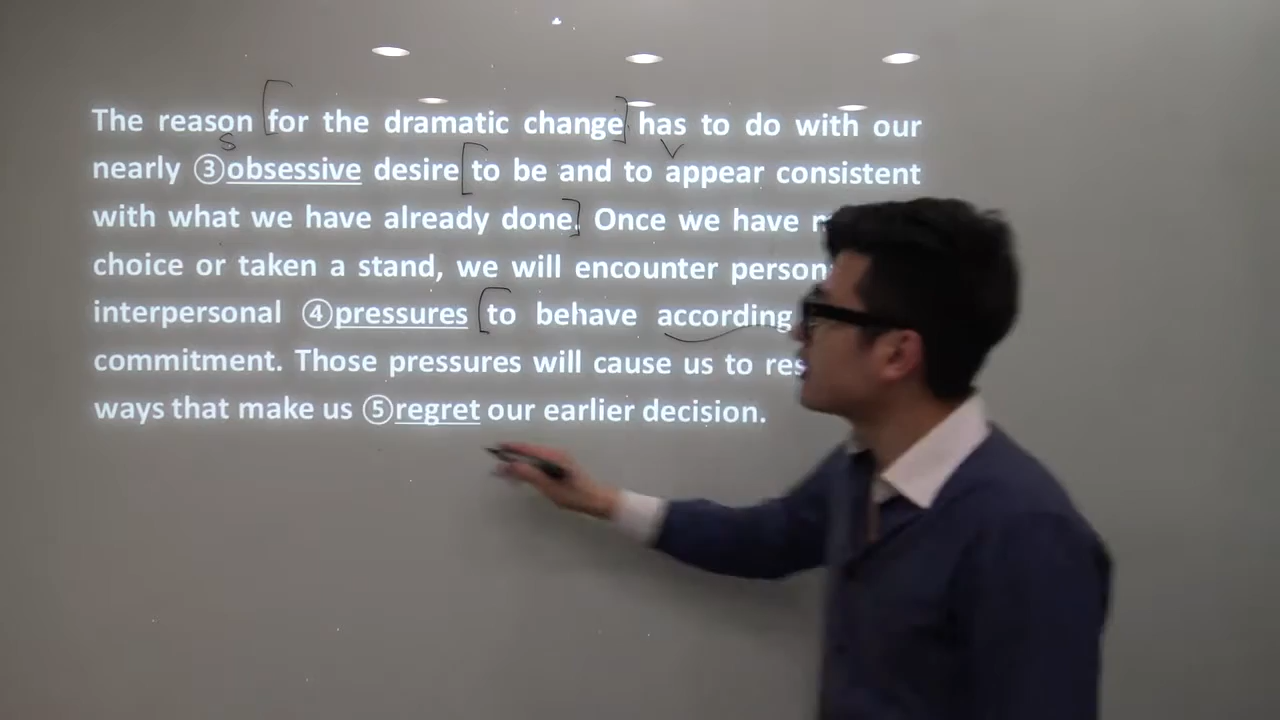 The reason [for the dramatic change] has to do with our
S V
nearly ③obsessive desire [to be and to appear consistent
with what we have already done.] Once we have
choice or taken a stand, we will encounter
interpersonal ④pressures [to behave according
commitment. Those pressures will cause us to
ways that make us ⑤regret our earlier decision.